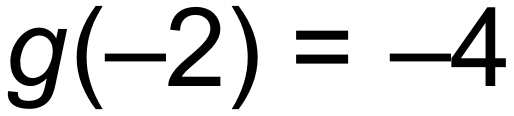 g(–2) = –4